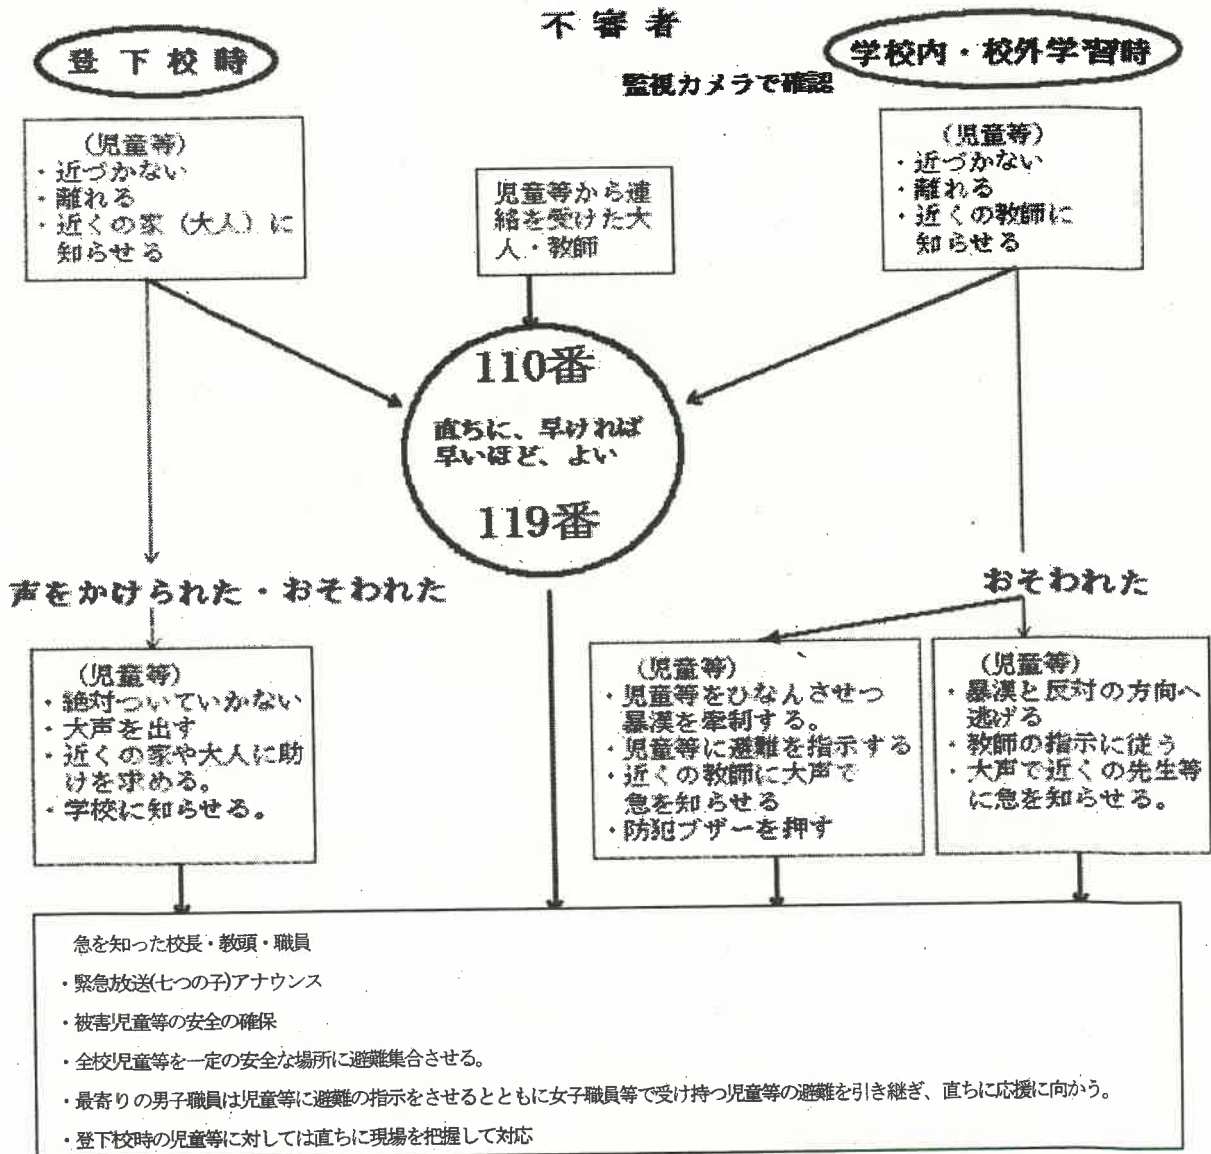 不審者
登下校時
学校内・校外学習時
監視カメラで確認
（児童等）
・近づかない
・離れる
・近くの家（大人）に
知らせる
児童等から連
絡を受けた大
人・教師
（児童等）
・近づかない
・離れる
・近くの教師に
知らせる
110番
直ちに、早ければ
早いほど、よい
119番
声をかけられた・おそわれた
おそわれた
（児童等）
・絶対ついていかない
・大声を出す
・近くの家や大人に助
けを求める。
・学校に知らせる。
（児童等）
・児童等をひなんさせつ
暴漢を牽制する。
・児童等に避難を指示する
・近くの教師に大声で
急を知らせる
・防犯ブザーを押す
（児童等）
・暴漢と反対の方向へ
逃げる
・教師の指示に従う
・大声で近くの先生等
に急を知らせる。
急を知った校長・教頭・職員
・緊急放送(七つの子)アナウンス
・被害児童等の安全の確保
・全校児童等を一定の安全な場所に避難集合させる。
・最寄りの男子職員は児童等に避難の指示をさせるとともに女子職員等で受け持つ児童等の避難を引き継ぎ、直ちに応援に向かう。
・登下校時の児童等に対しては直ちに現場を把握して対応